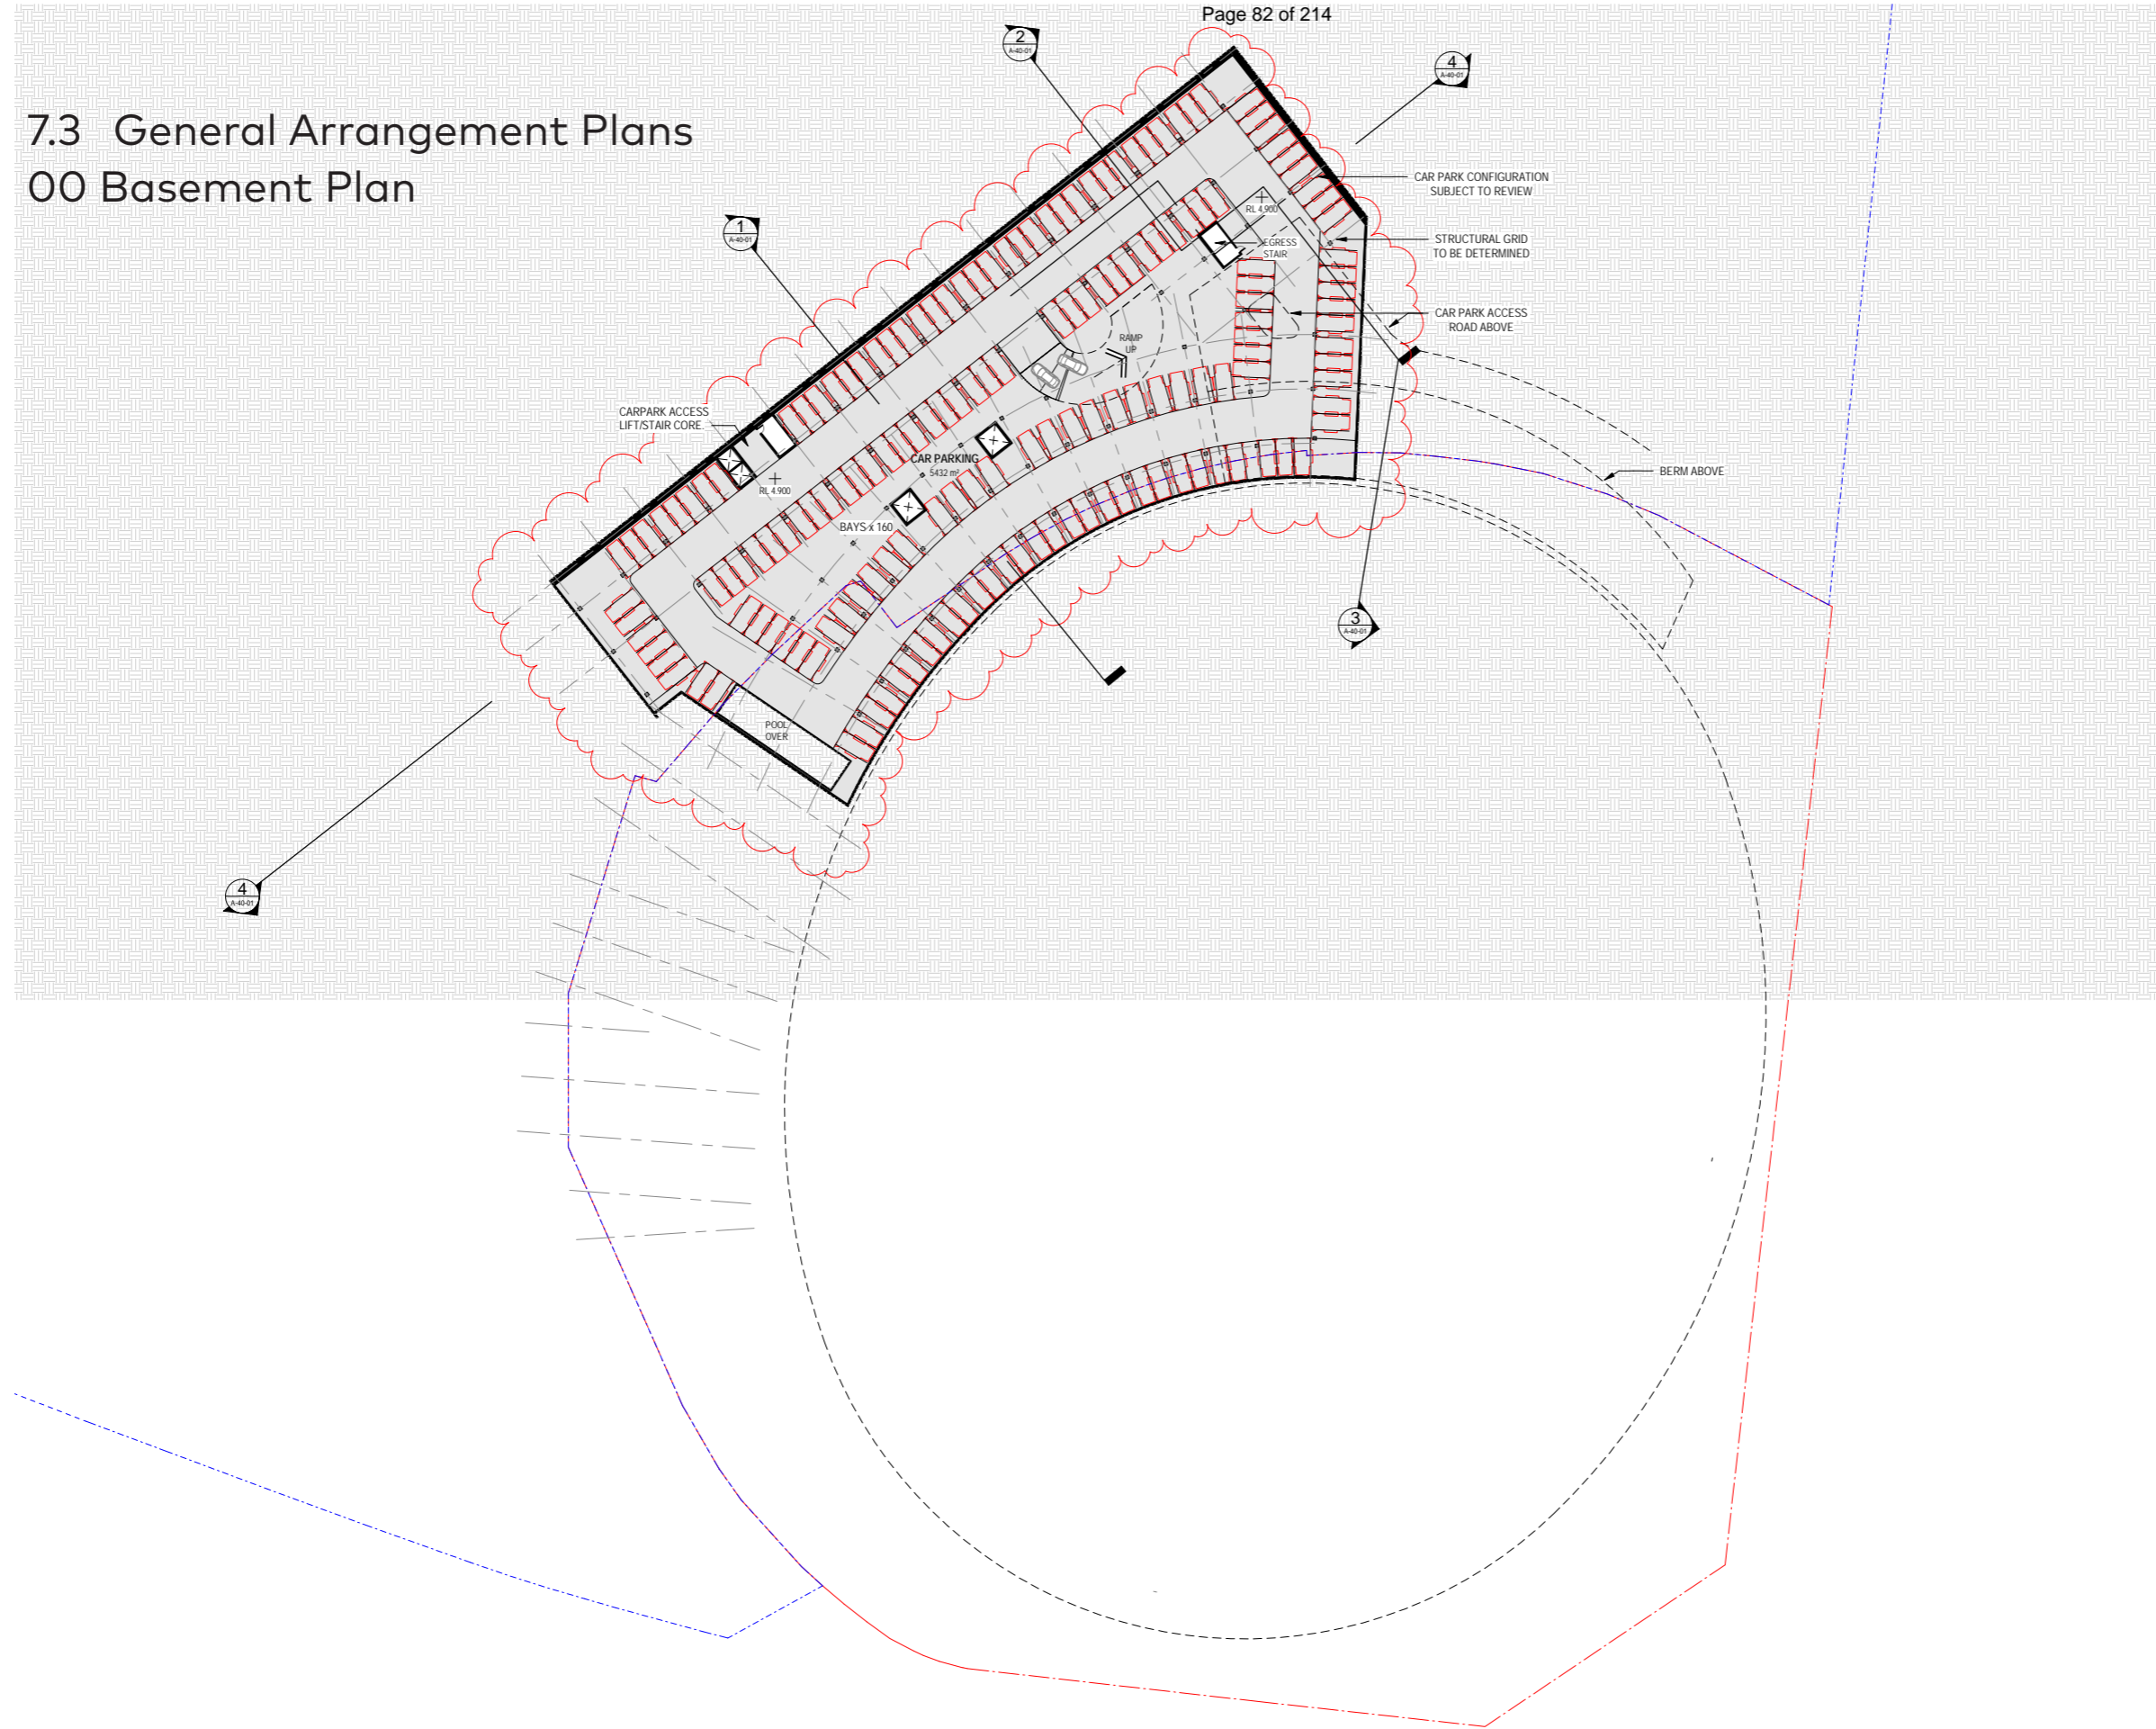 Page 82 of 214
7.3 General Arrangement Plans
00 Basement Plan
2
A-40-01
4
A-40-01
1
A-40-01
CAR PARK CONFIGURATION
SUBJECT TO REVIEW
RL 4.900
STRUCTURAL GRID
TO BE DETERMINED
EGRESS
STAIR
CAR PARK ACCESS
ROAD ABOVE
RAMP
UP
CARPARK ACCESS
LIFT/STAIR CORE.
CAR PARKING
5432 m²
RL 4.900
BAYS x 160
BERM ABOVE
3
A-40-01
POOL
OVER
4
A-40-01